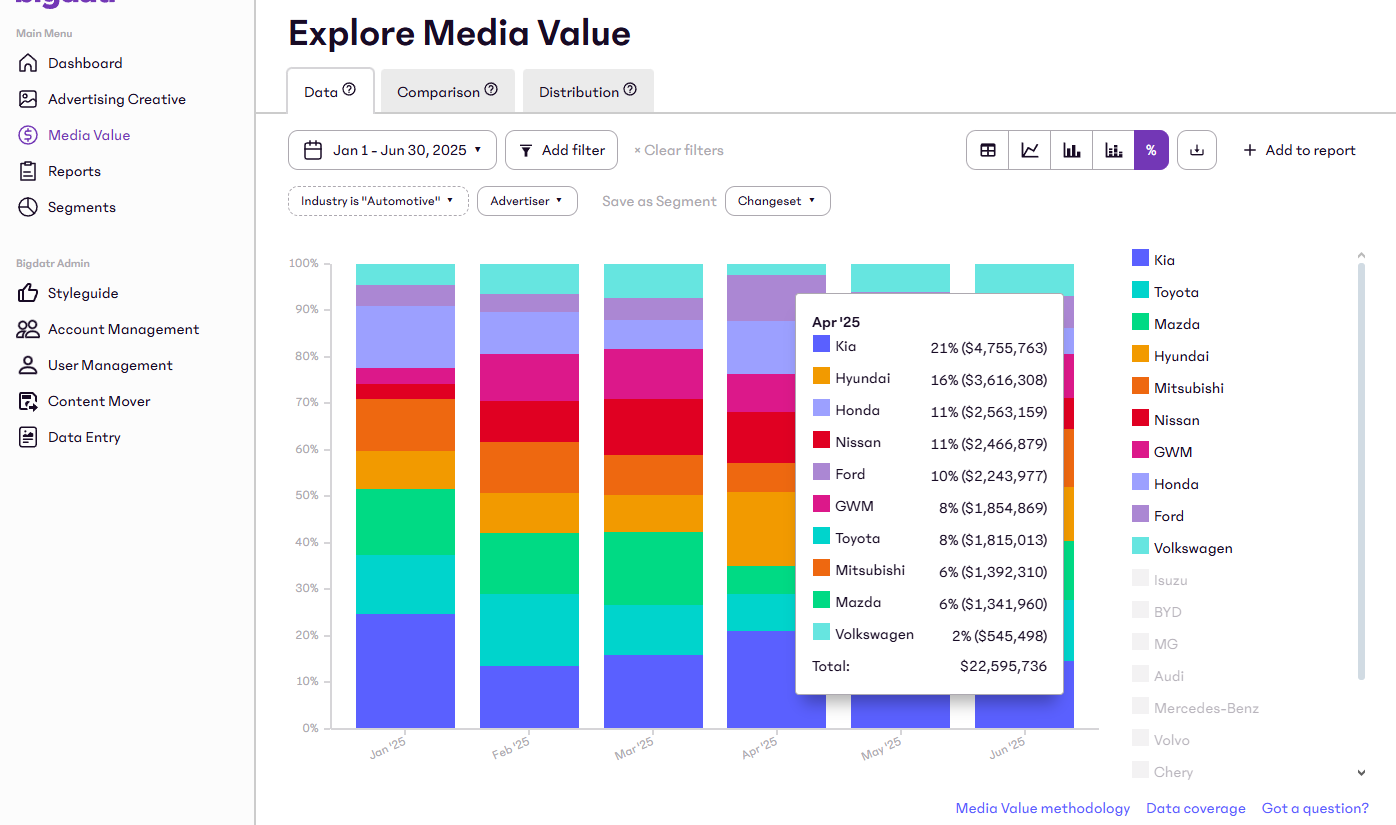 bigdatr
Main Menu
Dashboard
Advertising Creative
Media Value
Reports
Segments
Bigdatr Admin
Styleguide
Account Management
User Management
Content Mover
Data Entry
Explore Media Value
Data ?
Comparison ?
Distribution ?
Jan 1 - Jun 30, 2025 ▼
Add filter
× Clear filters
%
+ Add to report
Industry is "Automotive" ▼
Advertiser ▼
Save as Segment
Changeset ▼
100%
90%
80%
70%
60%
50%
40%
30%
20%
10%
0%
Jan '25
Feb '25
Mar '25
Apr '25
May '25
Jun '25
Apr '25
Kia 21% ($4,755,763)
Hyundai 16% ($3,616,308)
Honda 11% ($2,563,159)
Nissan 11% ($2,466,879)
Ford 10% ($2,243,977)
GWM 8% ($1,854,869)
Toyota 8% ($1,815,013)
Mitsubishi 6% ($1,392,310)
Mazda 6% ($1,341,960)
Volkswagen 2% ($545,498)
Total: $22,595,736
Kia
Toyota
Mazda
Hyundai
Mitsubishi
Nissan
GWM
Honda
Ford
Volkswagen
Isuzu
BYD
MG
Audi
Mercedes-Benz
Volvo
Chery
Media Value methodology
Data coverage
Got a question?